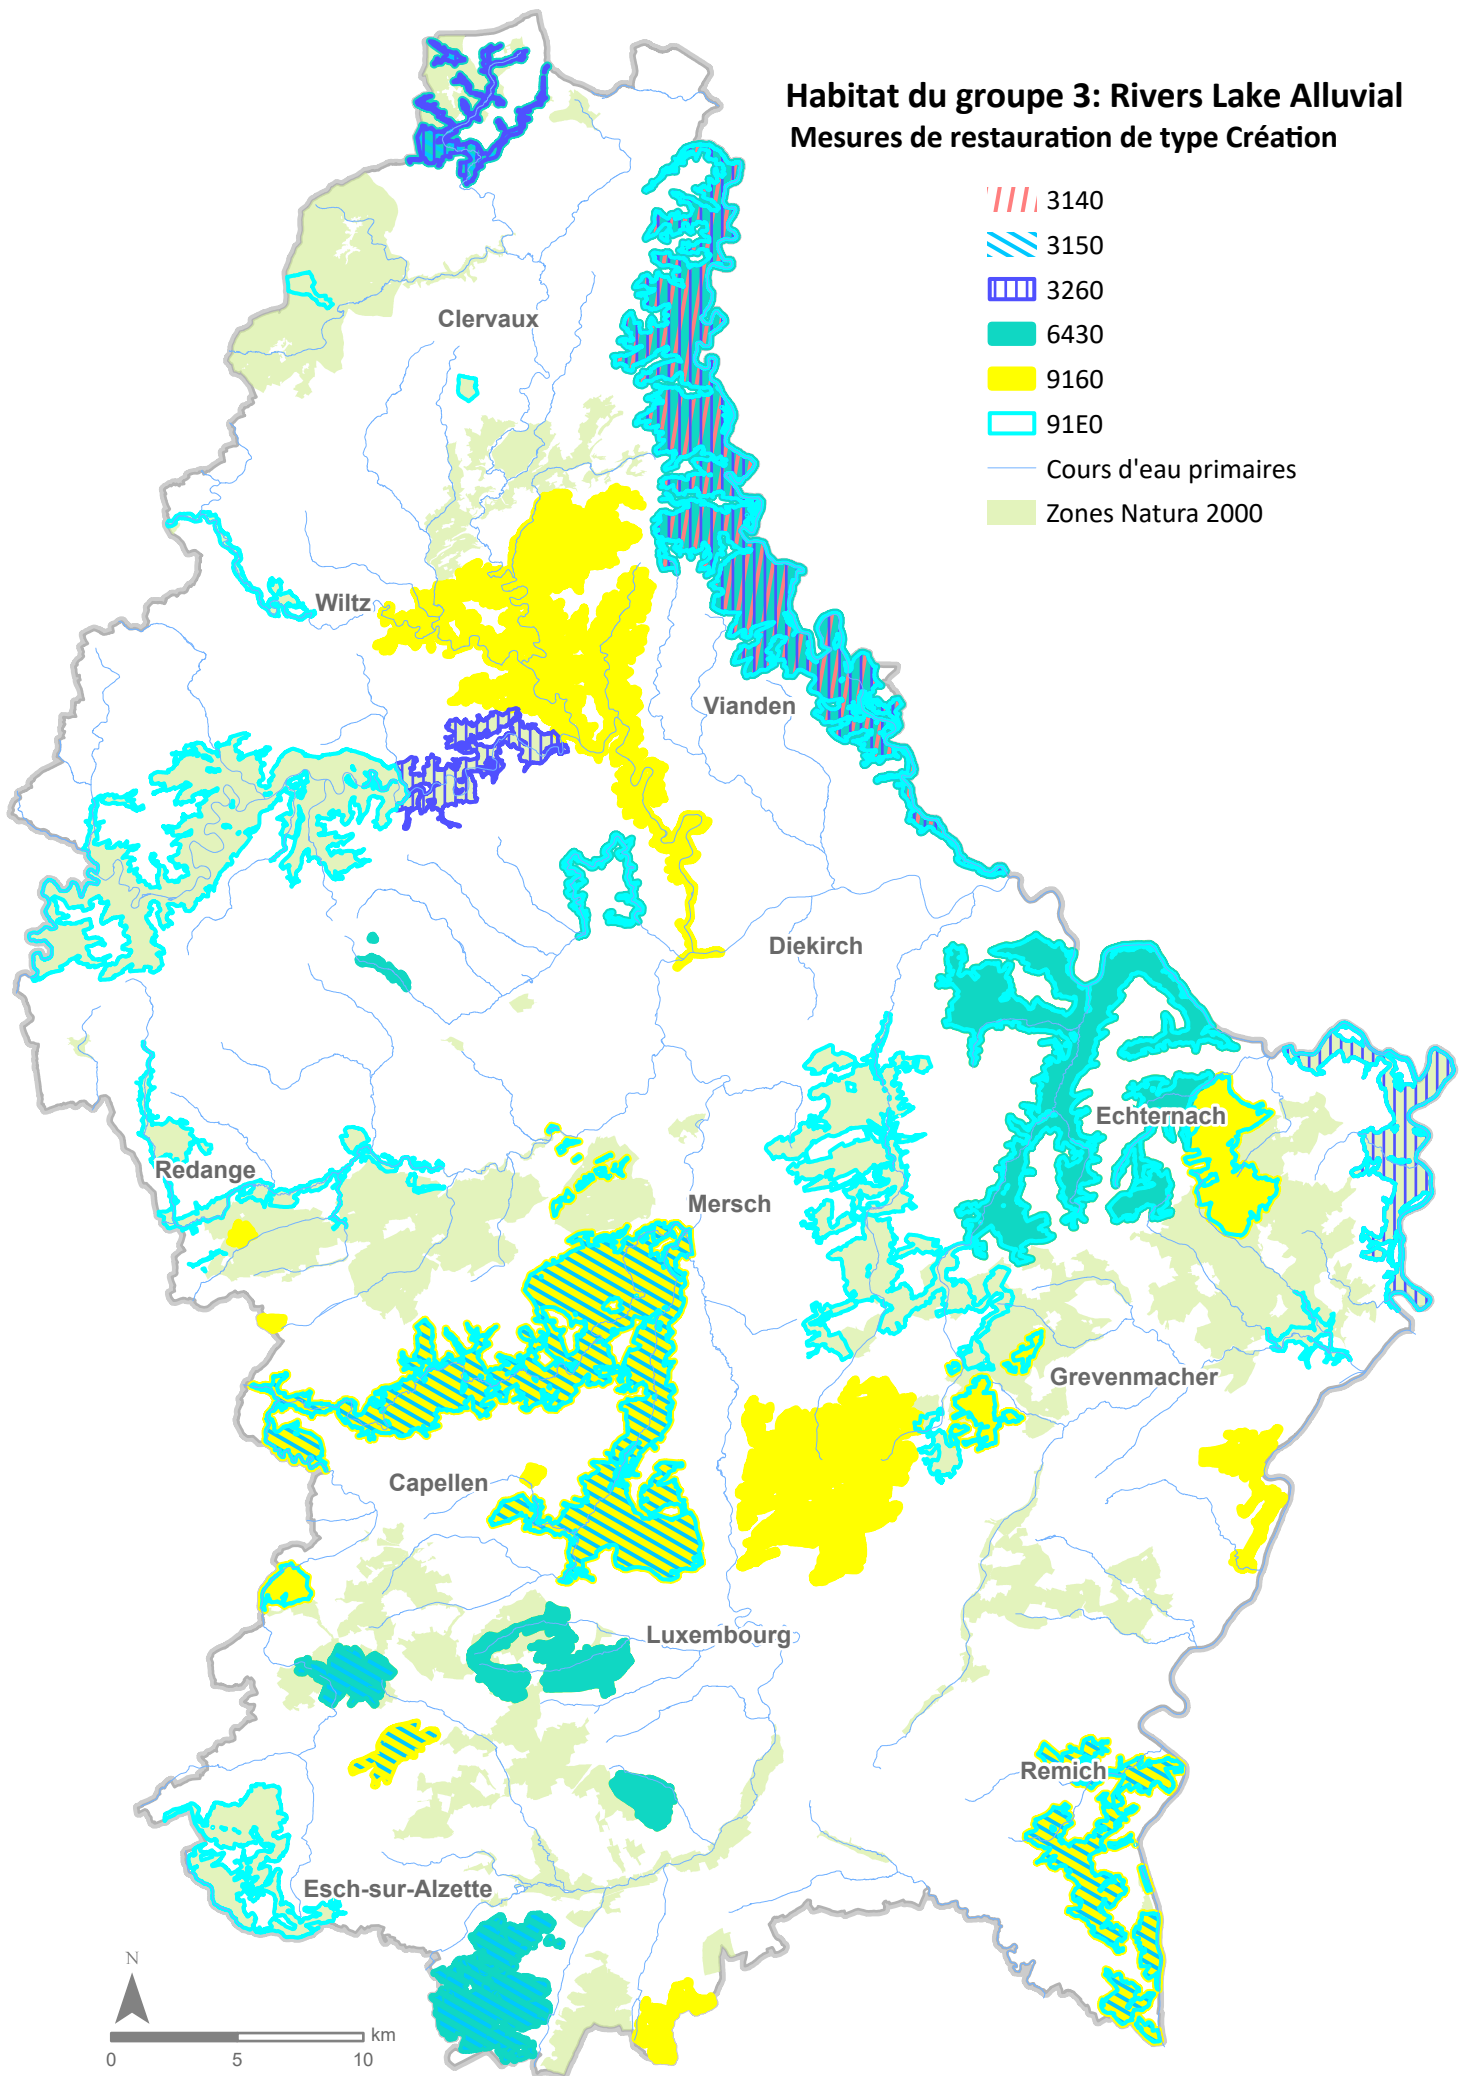 Habitat du groupe 3: Rivers Lake Alluvial
Mesures de restauration de type Création
3140
3150
3260
6430
9160
91E0
Cours d'eau primaires
Zones Natura 2000
Clervaux
Wiltz
Vianden
Diekirch
Echternach
Redange
Mersch
Grevenmacher
Capellen
Luxembourg
Remich
Esch-sur-Alzette
N
km
0 5 10